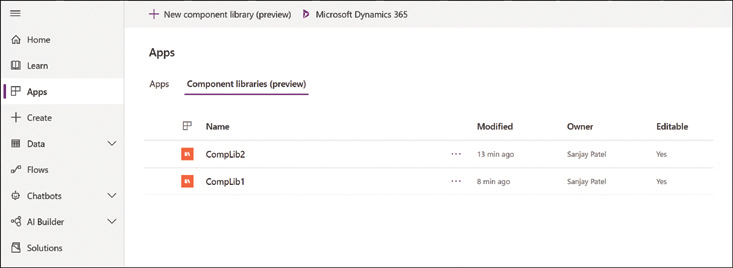 + New component library (preview) Microsoft Dynamics 365
Home
Learn
Apps
Create
Data
Flows
Chatbots
AI Builder
Solutions
Apps
Apps Component libraries (preview)
Name Modified Owner Editable
CompLib2 ... 13 min ago Sanjay Patel Yes
CompLib1 ... 8 min ago Sanjay Patel Yes